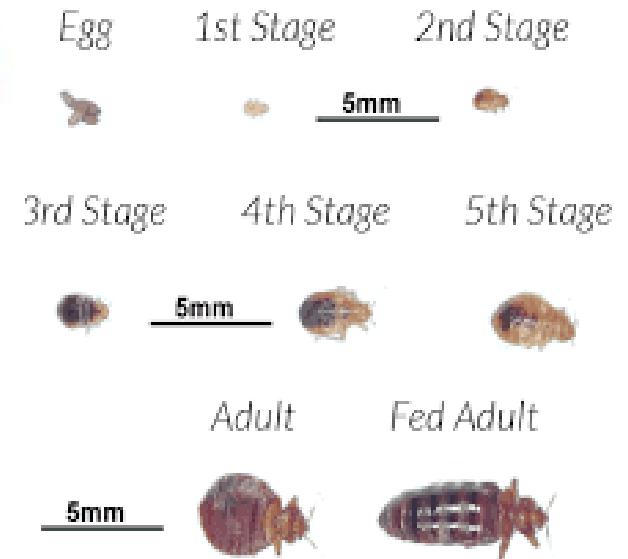 Egg 1st Stage 2nd Stage
5mm
3rd Stage 4th Stage 5th Stage
5mm
Adult Fed Adult
5mm